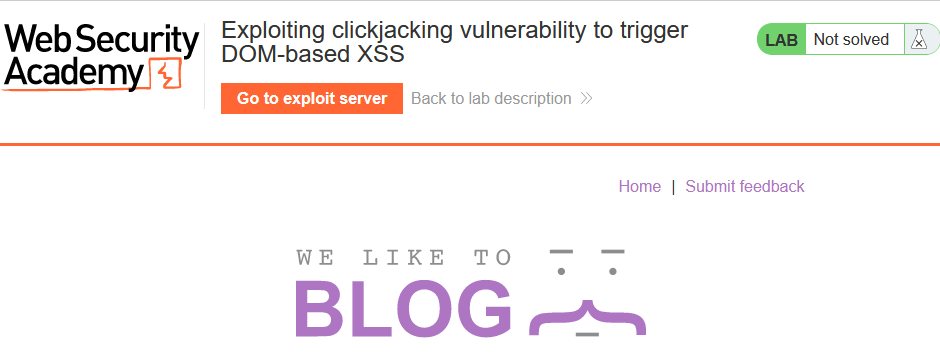 Web Security
Academy
Exploiting clickjacking vulnerability to trigger
DOM-based XSS
Go to exploit server
Back to lab description
LAB
Not solved
Home | Submit feedback
WE LIKE TO
BLOG